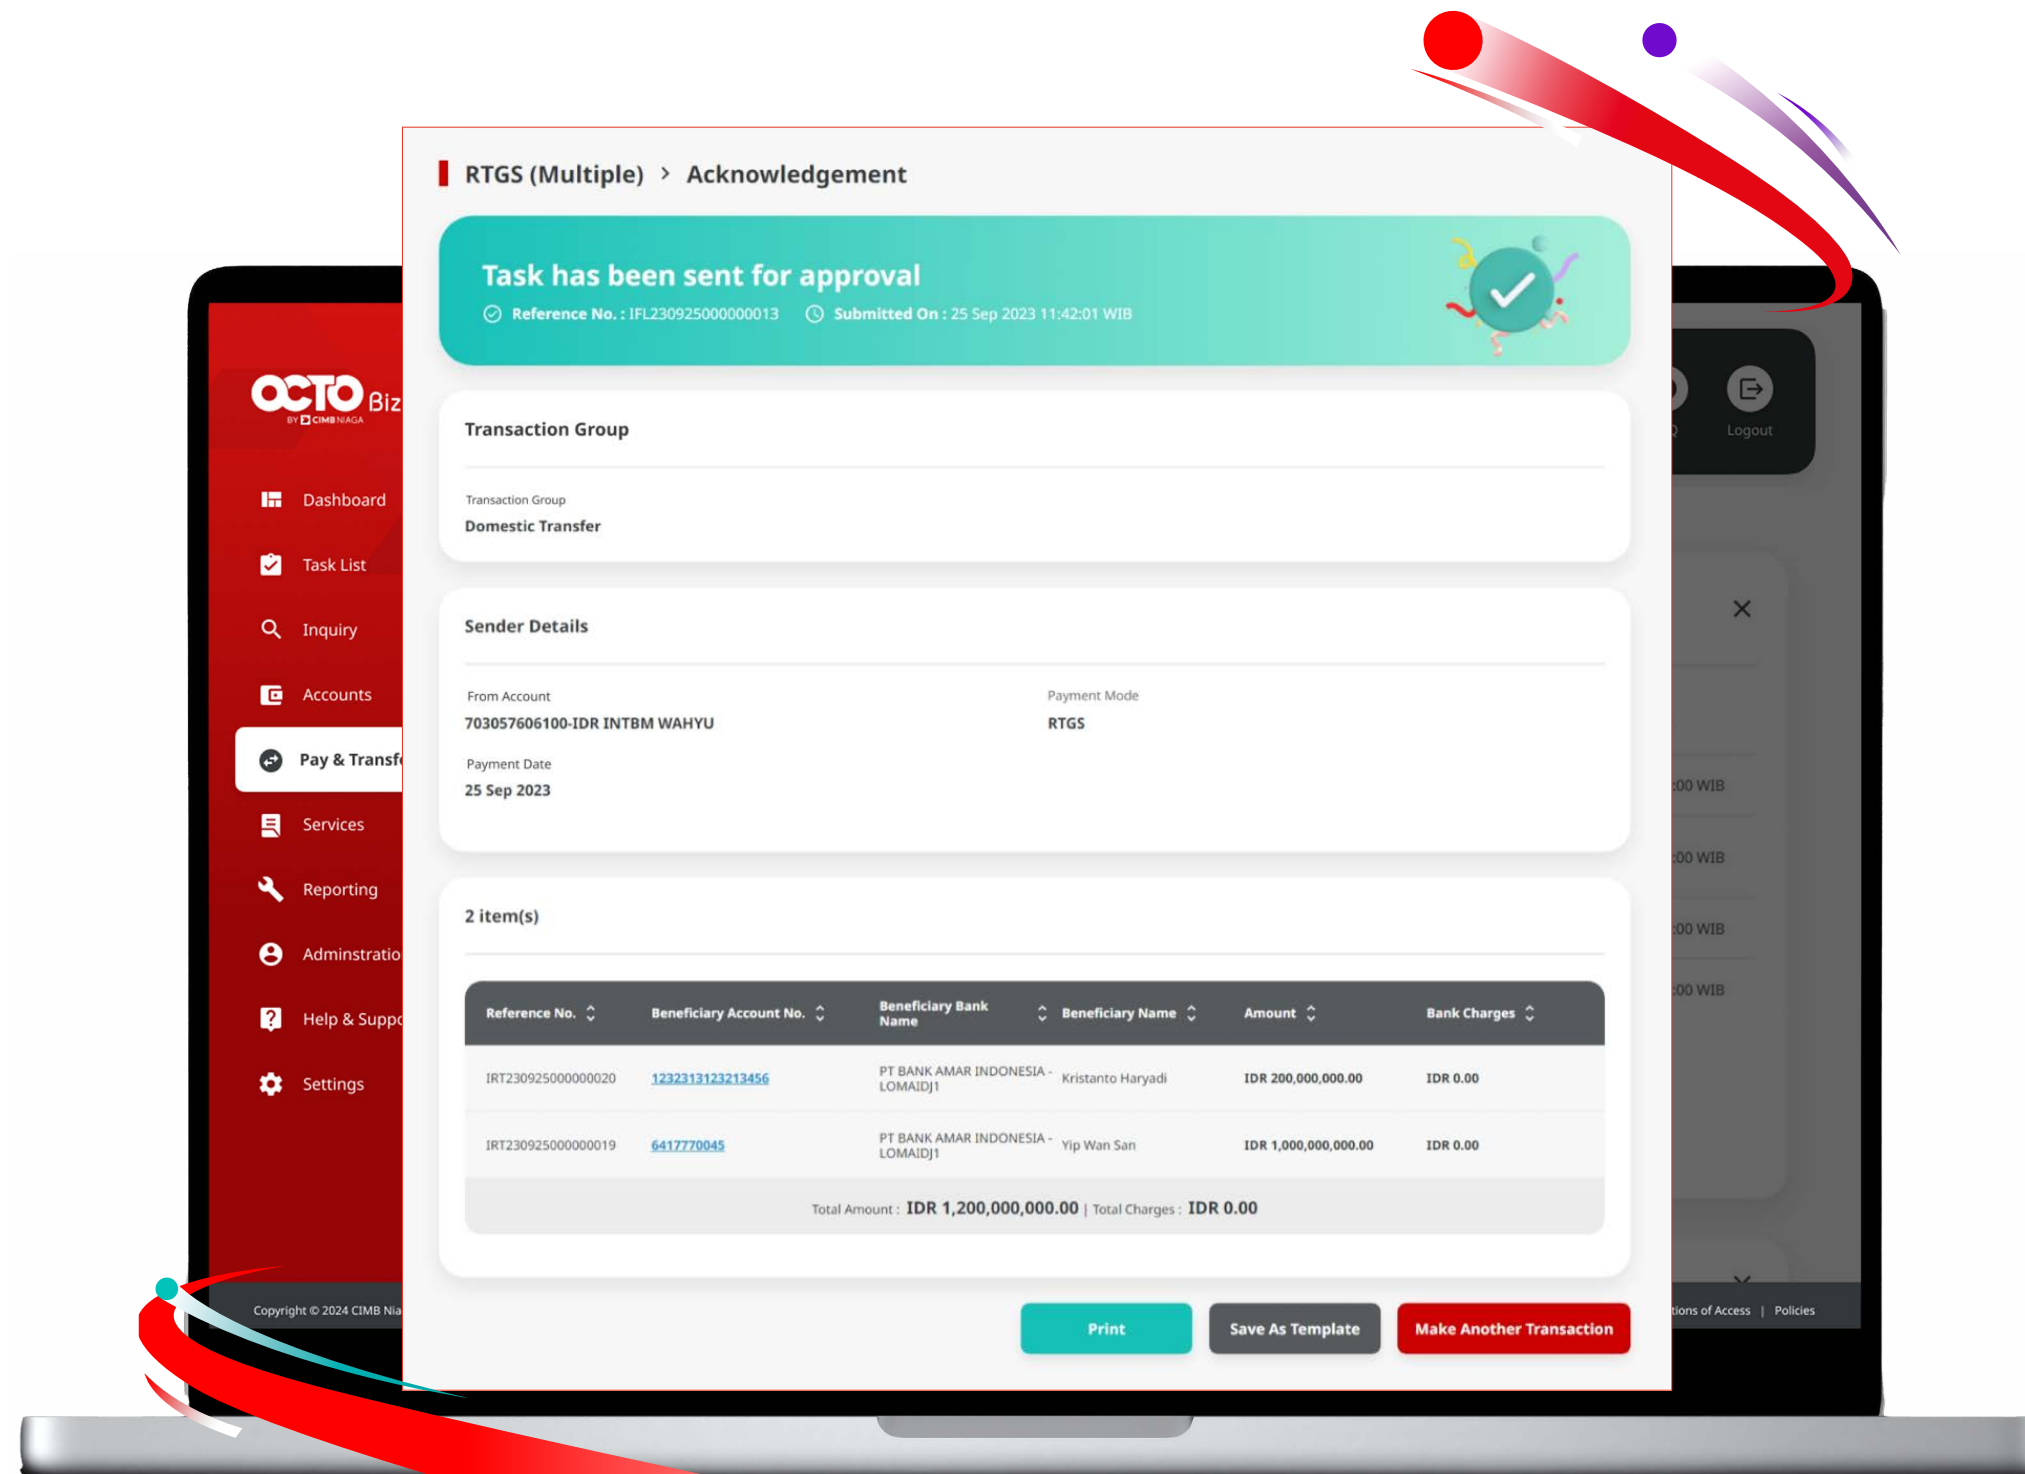 RTGS (Multiple) > Acknowledgement
Task has been sent for approval
Reference No. : IFL230925000000013 Submitted On : 25 Sep 2023 11:42:01 WIB
OCTO Biz
BY CIMB NIAGA
Logout
Dashboard
Task List
Inquiry
Accounts
Pay & Transf
Services
Reporting
Adminstratio
Help & Suppo
Settings
Transaction Group
Transaction Group
Domestic Transfer
Sender Details
From Account
703057606100-IDR INTBM WAHYU
Payment Mode
RTGS
Payment Date
25 Sep 2023
:00 WIB
:00 WIB
:00 WIB
:00 WIB
2 item(s)
Reference No. Beneficiary Account No. Beneficiary Bank Name Beneficiary Name Amount Bank Charges
IRT230925000000020 1232313123213456 PT BANK AMAR INDONESIA - LOMAIDJ1 Kristanto Haryadi IDR 200,000,000.00 IDR 0.00
IRT230925000000019 6417770045 PT BANK AMAR INDONESIA - LOMAIDJ1 Yip Wan San IDR 1,000,000,000.00 IDR 0.00
Total Amount : IDR 1,200,000,000.00 | Total Charges : IDR 0.00
Print
Save As Template
Make Another Transaction
Copyright © 2024 CIMB Nia
tions of Access | Policies